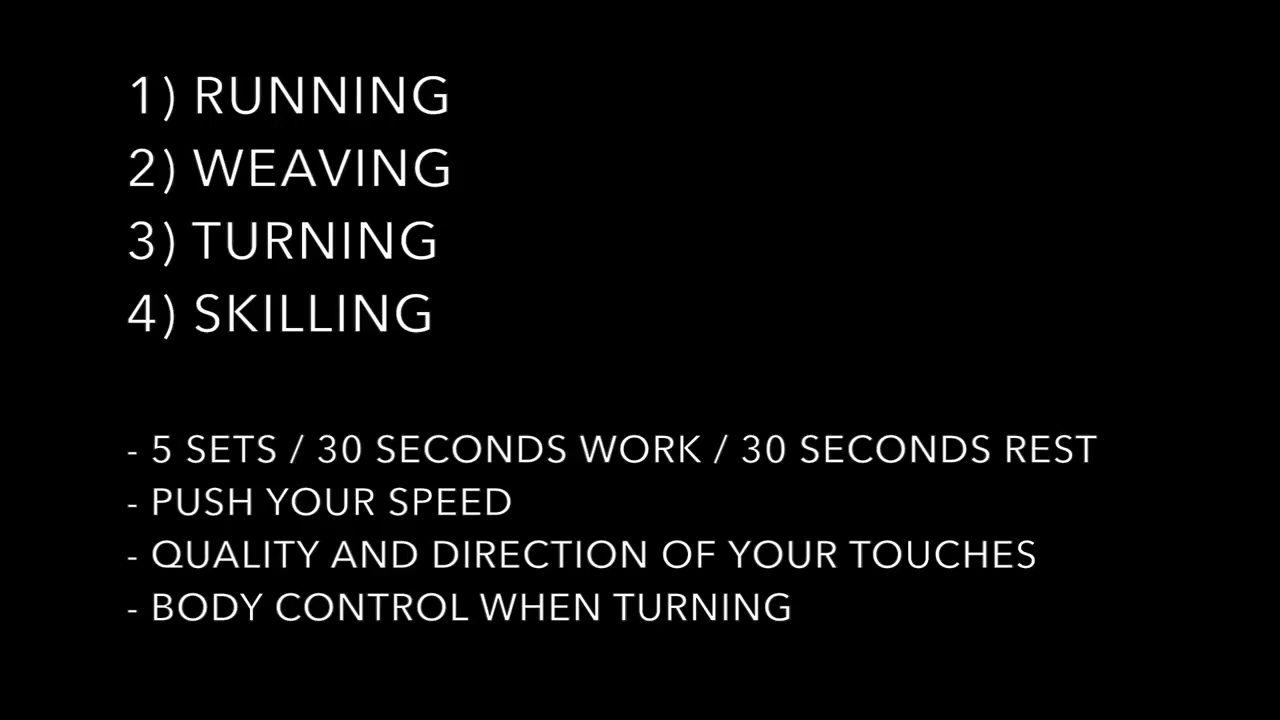 1) RUNNING
2) WEAVING
3) TURNING
4) SKILLING
- 5 SETS / 30 SECONDS WORK / 30 SECONDS REST
- PUSH YOUR SPEED
- QUALITY AND DIRECTION OF YOUR TOUCHES
- BODY CONTROL WHEN TURNING